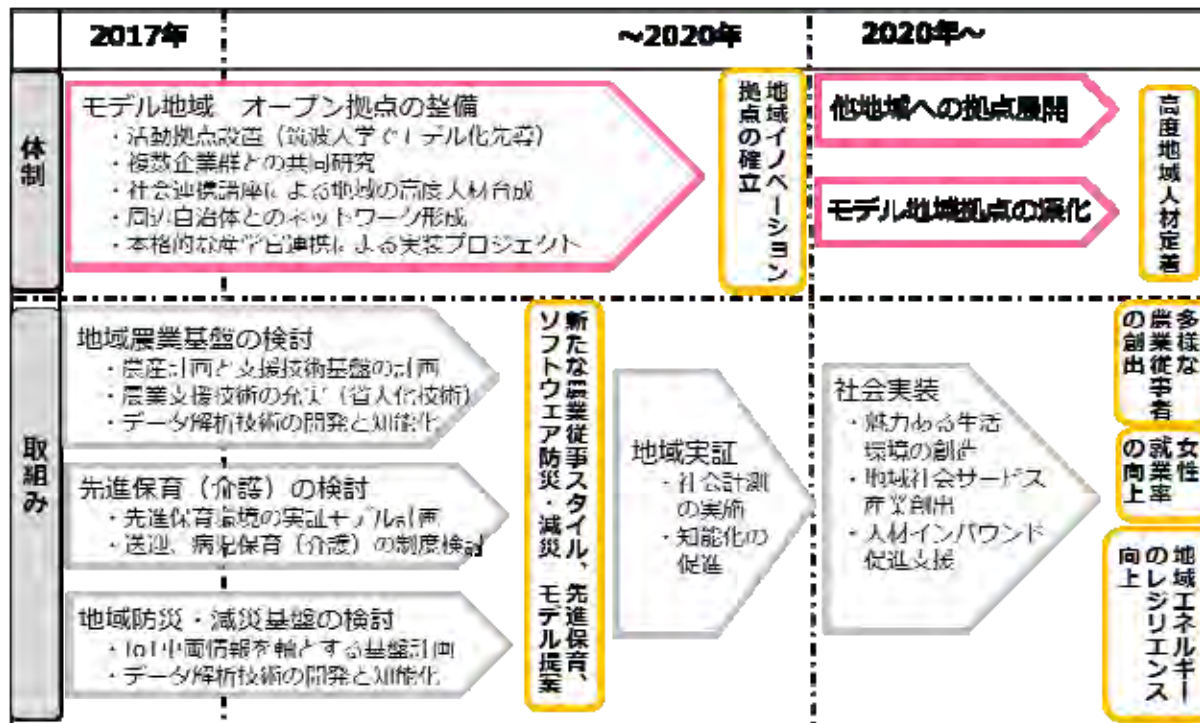 2017年
～2020年
2020年～
体制
モデル地域　オープン拠点の整備
・活動拠点設置（筑波大学でモデル化先導）
・複数企業群との共同研究
・社会連携講座による地域の高度人材育成
・周辺自治体とのネットワーク形成
・本格的な産学官連携による実装プロジェクト
地域イノベーション
拠点の確立
他地域への拠点展開
モデル地域拠点の深化
高度地域人材定着
取組み
地域農業基盤の検討
・農産計画と支援技術基盤の計画
・農業支援技術の充実（省人化技術）
・データ解析技術の開発と知能化
先進保育（介護）の検討
・先進保育環境の実証モデル計画
・送迎、病児保育（介護）の制度検討
地域防災・減災基盤の検討
・IoT車両情報を軸とする基盤計画
・データ解析技術の開発と知能化
新たな農業従事スタイル、先進保育、
ソフトウェア防災・減災　モデル提案
地域実証
・社会計測
の実施
・知能化の
促進
社会実装
・魅力ある生活
環境の創造
・地域社会サービス
産業創出
・人材インバウンド
促進支援
多様な
農業従事者
の創出
女性
就業率
の向上
地域エネルギー
のレジリエンス
向上